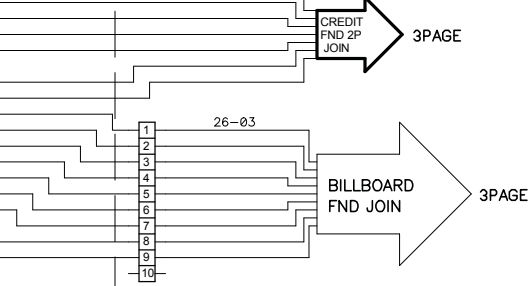 CREDIT
FND 2P
JOIN
3PAGE
26-03
1
2
3
4
5
6
7
8
9
10
BILLBOARD
FND JOIN
3PAGE